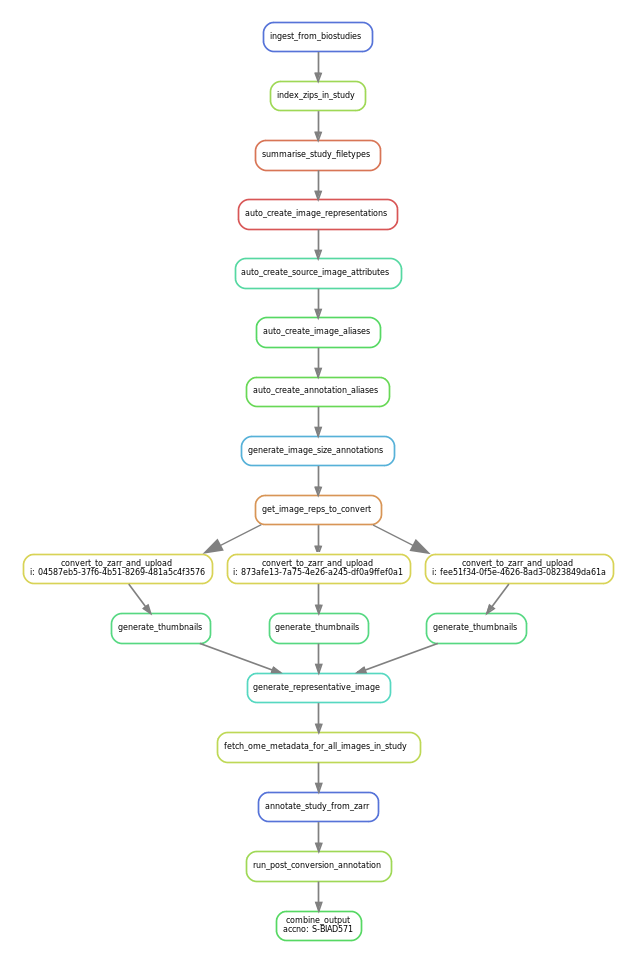 ingest_from_biostudies
index_zips_in_study
summarise_study_filetypes
auto_create_image_representations
auto_create_source_image_attributes
auto_create_image_aliases
auto_create_annotation_aliases
generate_image_size_annotations
get_image_reps_to_convert
convert_to_zarr_and_upload
i: 04587eb5-37f6-4b51-8269-481a5c4f3576
convert_to_zarr_and_upload
i: 873afe13-7a75-4e26-a245-df0a9ffef0a1
convert_to_zarr_and_upload
i: fee51f34-0f5e-4626-8ad3-0823849da61a
generate_thumbnails
generate_thumbnails
generate_thumbnails
generate_representative_image
fetch_ome_metadata_for_all_images_in_study
annotate_study_from_zarr
run_post_conversion_annotation
combine_output
accno: S-BIAD571